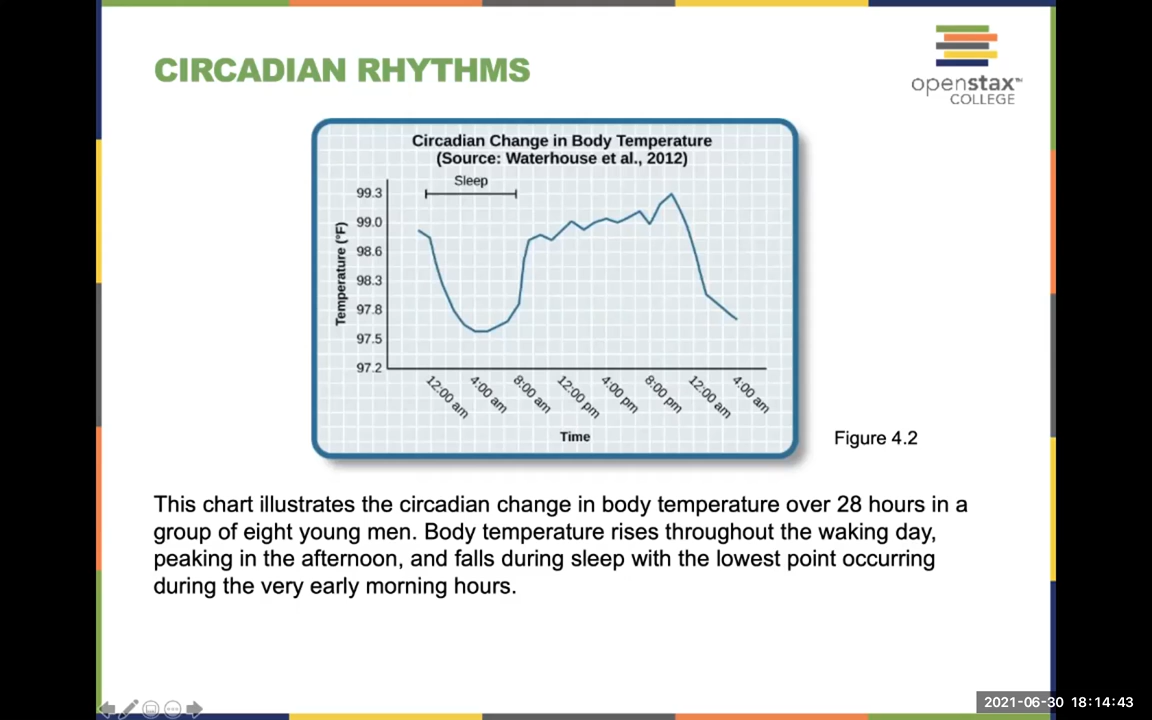 CIRCADIAN RHYTHMS
openstax™
COLLEGE
Circadian Change in Body Temperature
(Source: Waterhouse et al., 2012)
Sleep
Temperature (°F)
99.3
99.0
98.6
98.3
97.8
97.5
97.2
12:00 am
4:00 am
8:00 am
12:00 pm
4:00 pm
8:00 pm
12:00 am
4:00 am
Time
Figure 4.2
This chart illustrates the circadian change in body temperature over 28 hours in a
group of eight young men. Body temperature rises throughout the waking day,
peaking in the afternoon, and falls during sleep with the lowest point occurring
during the very early morning hours.
2021-06-30 18:14:43